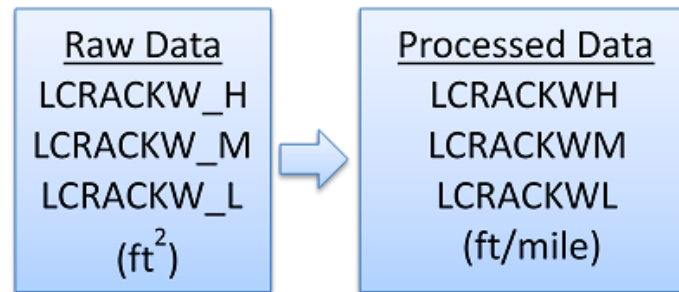 Raw Data
LCRACKW_H
LCRACKW_M
LCRACKW_L
(ft²)
Processed Data
LCRACKWH
LCRACKWM
LCRACKWL
(ft/mile)